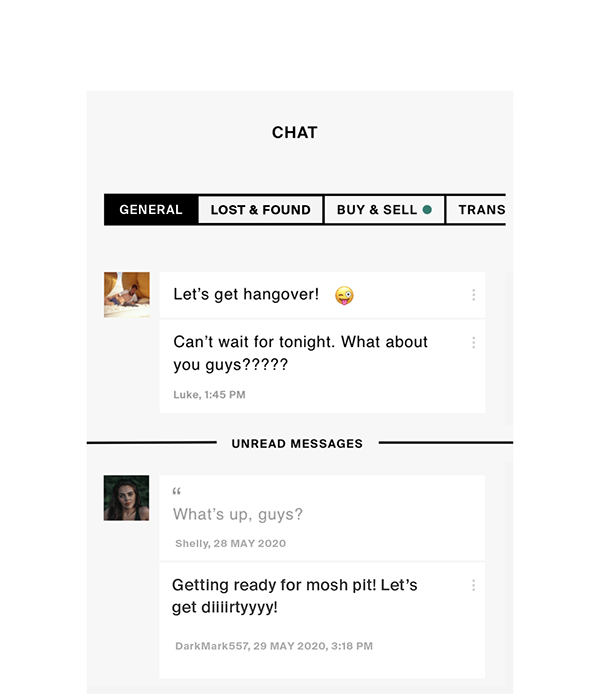 CHAT
GENERAL LOST & FOUND BUY & SELL TRANS
Let’s get hangover! 😜
Can’t wait for tonight. What about
you guys?????
Luke, 1:45 PM
UNREAD MESSAGES
“
What’s up, guys?
Shelly, 28 MAY 2020
Getting ready for mosh pit! Let’s
get diiiirtyyyy!
DarkMark557, 29 MAY 2020, 3:18 PM